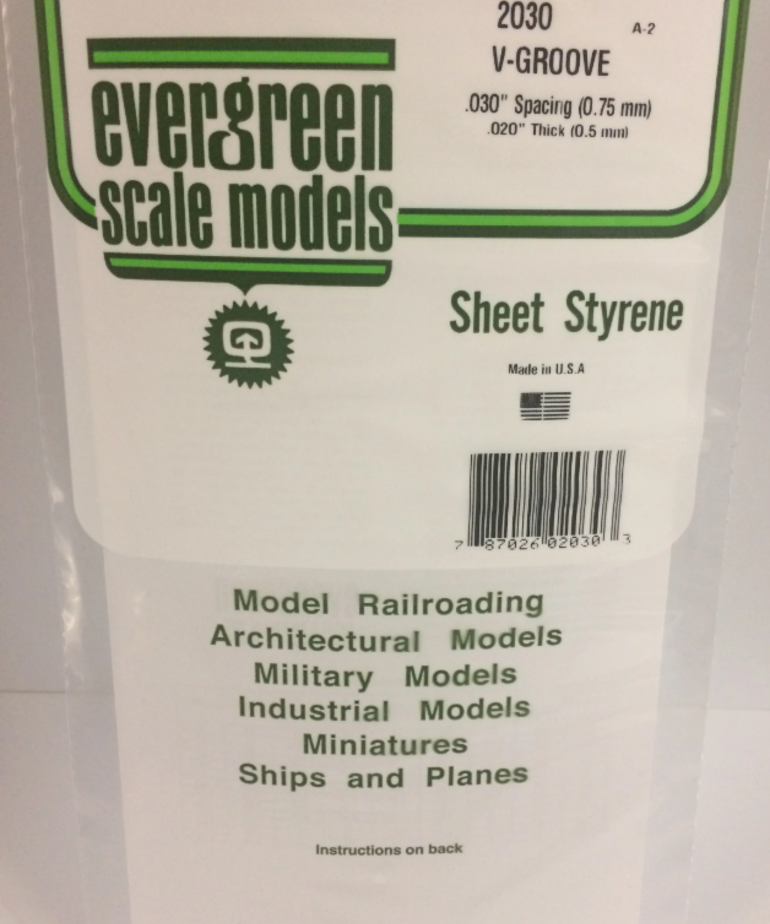 2030
A-2
V-GROOVE
.030" Spacing (0.75 mm)
.020" Thick (0.5 mm)
evergreen
scale models
Sheet Styrene
Made in U.S.A
7 87026 02030 3
Model Railroading
Architectural Models
Military Models
Industrial Models
Miniatures
Ships and Planes
Instructions on back